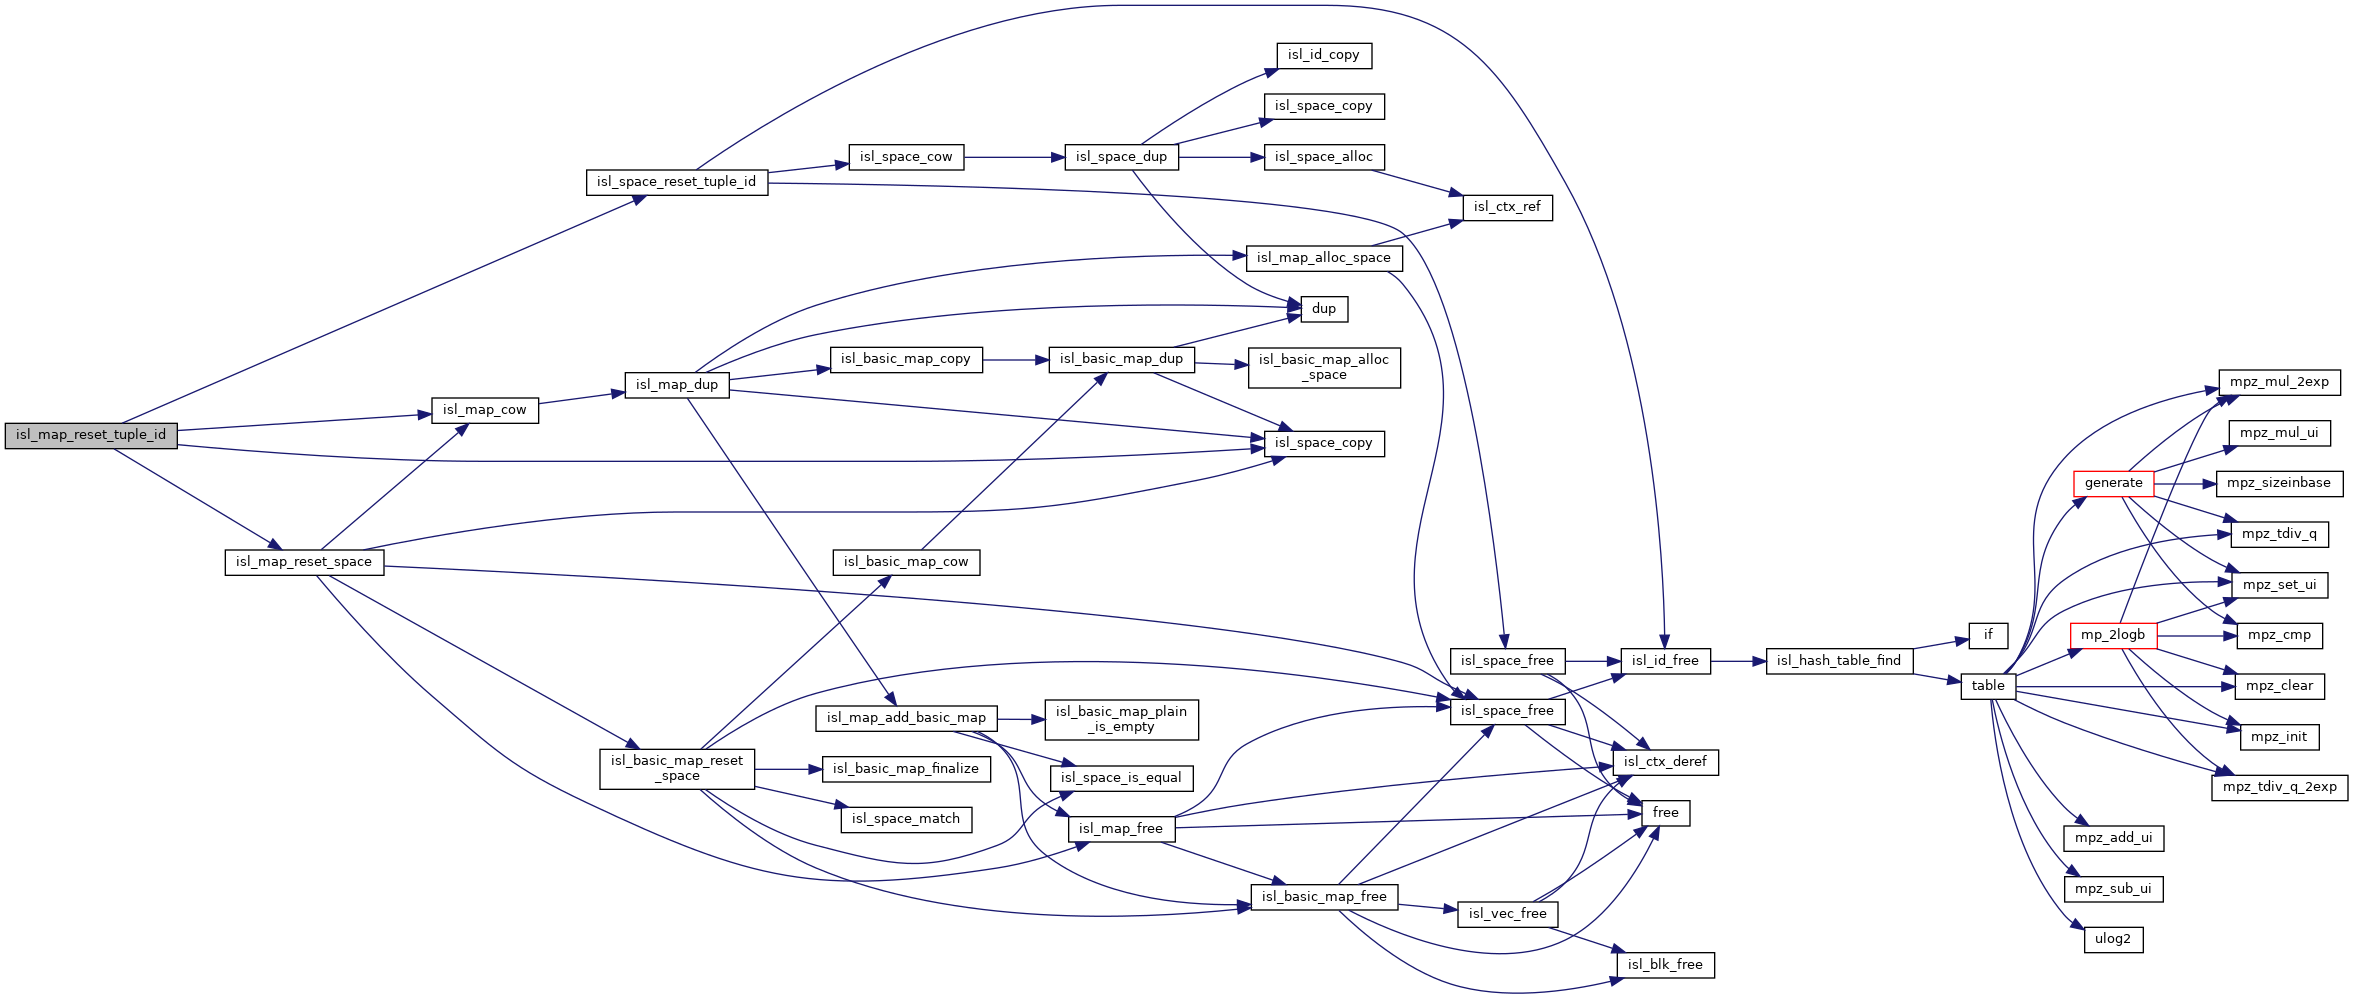 isl_map_reset_tuple_id
isl_space_reset_tuple_id
isl_map_cow
isl_map_reset_space
isl_space_cow
isl_map_dup
isl_basic_map_copy
isl_basic_map_cow
isl_map_add_basic_map
isl_basic_map_reset
_space
isl_basic_map_finalize
isl_space_match
isl_space_dup
isl_basic_map_dup
isl_basic_map_plain
_is_empty
isl_space_is_equal
isl_map_free
isl_id_copy
isl_space_copy
isl_space_alloc
isl_map_alloc_space
dup
isl_basic_map_alloc
_space
isl_space_copy
isl_basic_map_free
isl_ctx_ref
isl_space_free
isl_space_free
isl_vec_free
isl_id_free
isl_ctx_deref
free
isl_blk_free
isl_hash_table_find
if
table
generate
mp_2logb
mpz_add_ui
mpz_sub_ui
ulog2
mpz_mul_2exp
mpz_mul_ui
mpz_sizeinbase
mpz_tdiv_q
mpz_set_ui
mpz_cmp
mpz_clear
mpz_init
mpz_tdiv_q_2exp